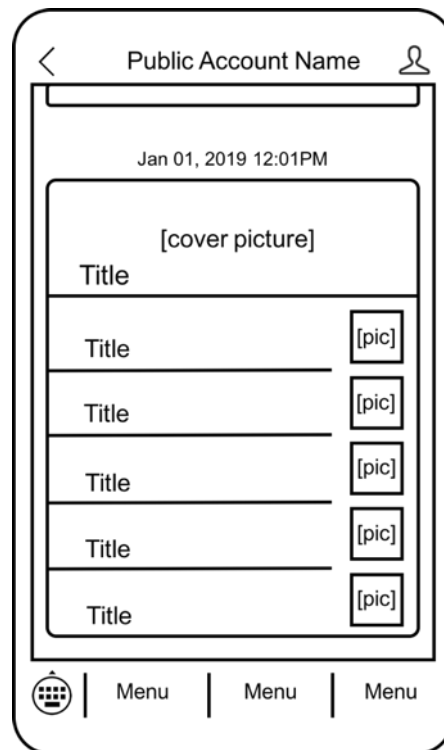 Public Account Name
Jan 01, 2019 12:01PM
[cover picture]
Title
Title [pic]
Title [pic]
Title [pic]
Title [pic]
Title [pic]
Menu Menu Menu